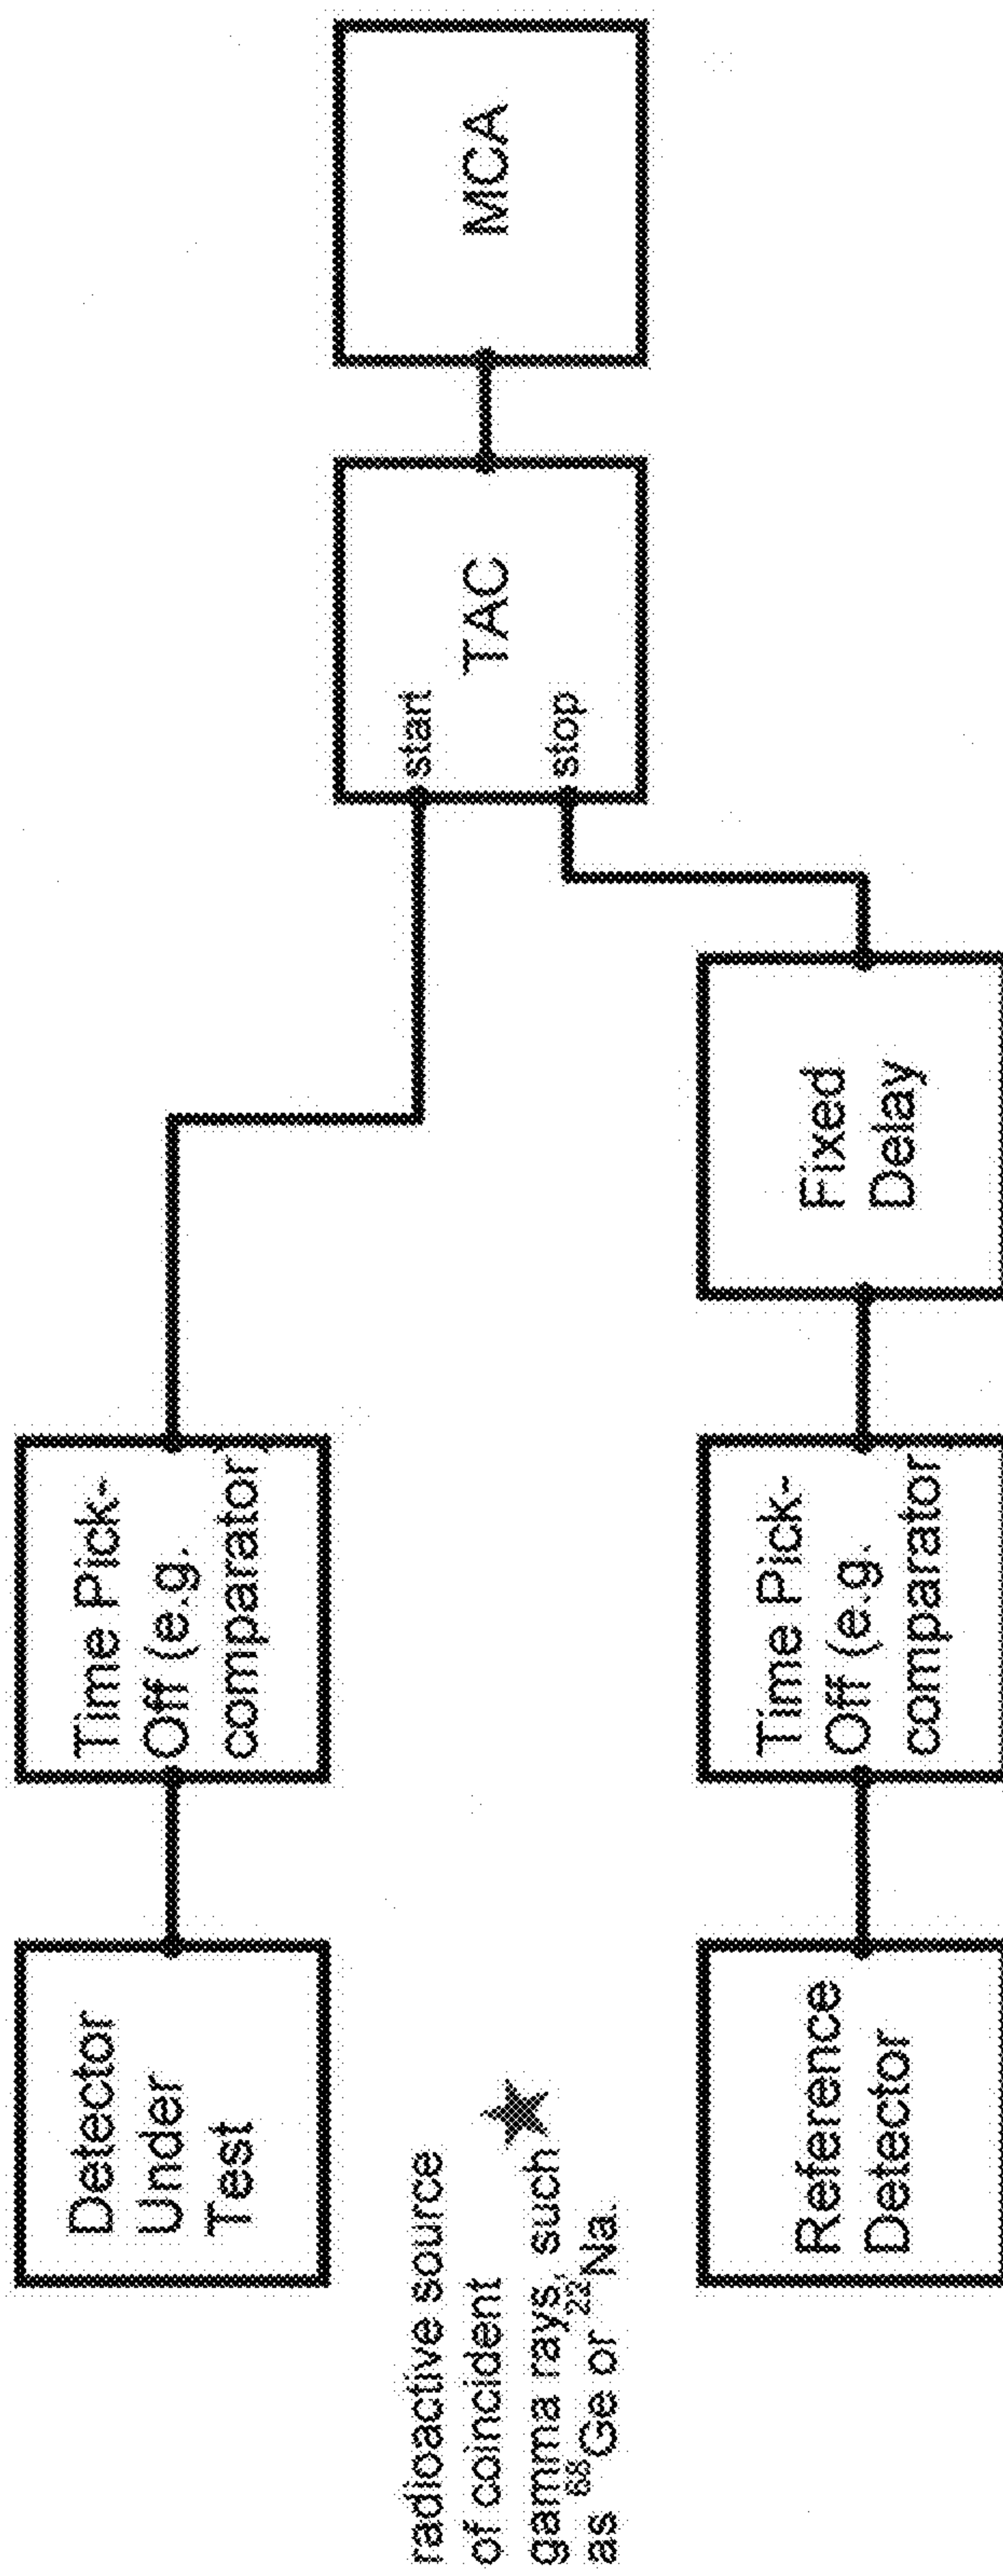 Detector
Under
Test
Time Pick-
Off (e.g.
comparator
radioactive source
of coincident
gamma rays, such
as ⁶⁸Ge or ²²Na.
start
TAC
stop
MCA
Reference
Detector
Time Pick-
Off (e.g.
comparator
Fixed
Delay